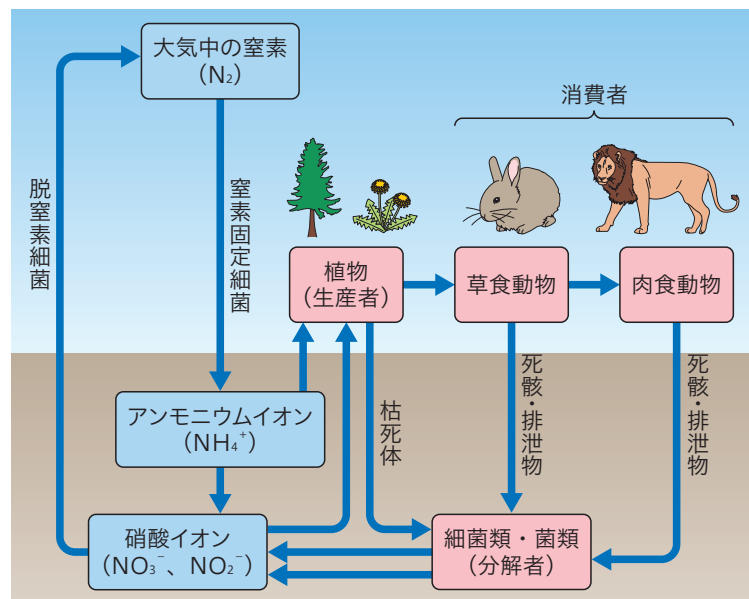 大気中の窒素
（N₂）
消費者
脱窒素細菌
窒素固定細菌
植物
（生産者）
草食動物
肉食動物
アンモニウムイオン
（NH₄⁺）
枯死体
死骸・排泄物
死骸・排泄物
硝酸イオン
（NO₃⁻、NO₂⁻）
細菌類・菌類
（分解者）